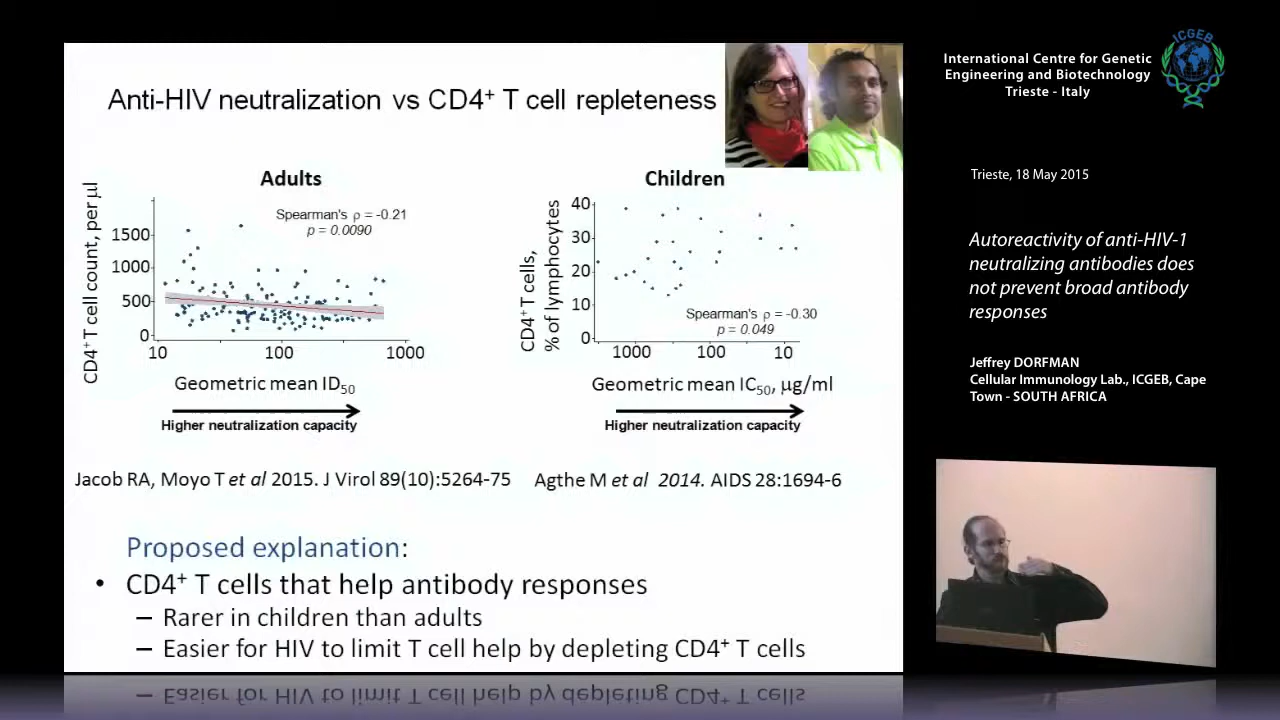 Anti-HIV neutralization vs CD4⁺ T cell repleteness
Adults
CD4⁺ T cell count, per µl
1500
1000
500
0
Spearman's ρ = -0.21
p = 0.0090
10 100 1000
Geometric mean ID₅₀
Higher neutralization capacity
Children
CD4⁺ T cells,
% of lymphocytes
40
30
20
10
0
Spearman's ρ = -0.30
p = 0.049
1000 100 10
Geometric mean IC₅₀, µg/ml
Higher neutralization capacity
Jacob RA, Moyo T et al 2015. J Virol 89(10):5264-75
Agthe M et al 2014. AIDS 28:1694-6
Proposed explanation:
• CD4⁺ T cells that help antibody responses
– Rarer in children than adults
– Easier for HIV to limit T cell help by depleting CD4⁺ T cells
International Centre for Genetic
Engineering and Biotechnology
Trieste - Italy
ICGEB
Trieste, 18 May 2015
Autoreactivity of anti-HIV-1
neutralizing antibodies does
not prevent broad antibody
responses
Jeffrey DORFMAN
Cellular Immunology Lab., ICGEB, Cape
Town - SOUTH AFRICA